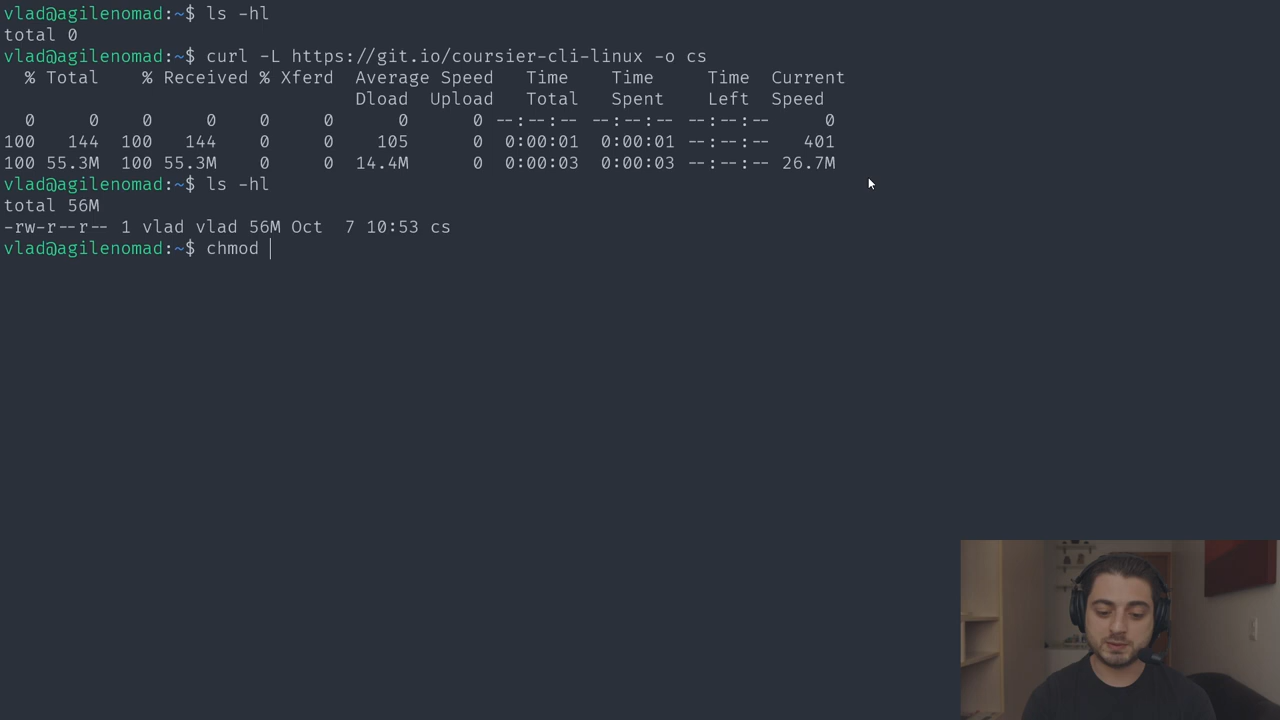 vlad@agilenomad:~$ ls -hl
total 0
vlad@agilenomad:~$ curl -L https://git.io/coursier-cli-linux -o cs
  % Total    % Received % Xferd  Average Speed   Time    Time     Time  Current
                                 Dload  Upload   Total   Spent    Left  Speed
  0     0    0     0    0     0      0      0 --:--:-- --:--:-- --:--:--     0
100   144  100   144    0     0    105      0  0:00:01  0:00:01 --:--:--   401
100 55.3M  100 55.3M    0     0  14.4M      0  0:00:03  0:00:03 --:--:-- 26.7M
vlad@agilenomad:~$ ls -hl
total 56M
-rw-r--r-- 1 vlad vlad 56M Oct  7 10:53 cs
vlad@agilenomad:~$ chmod